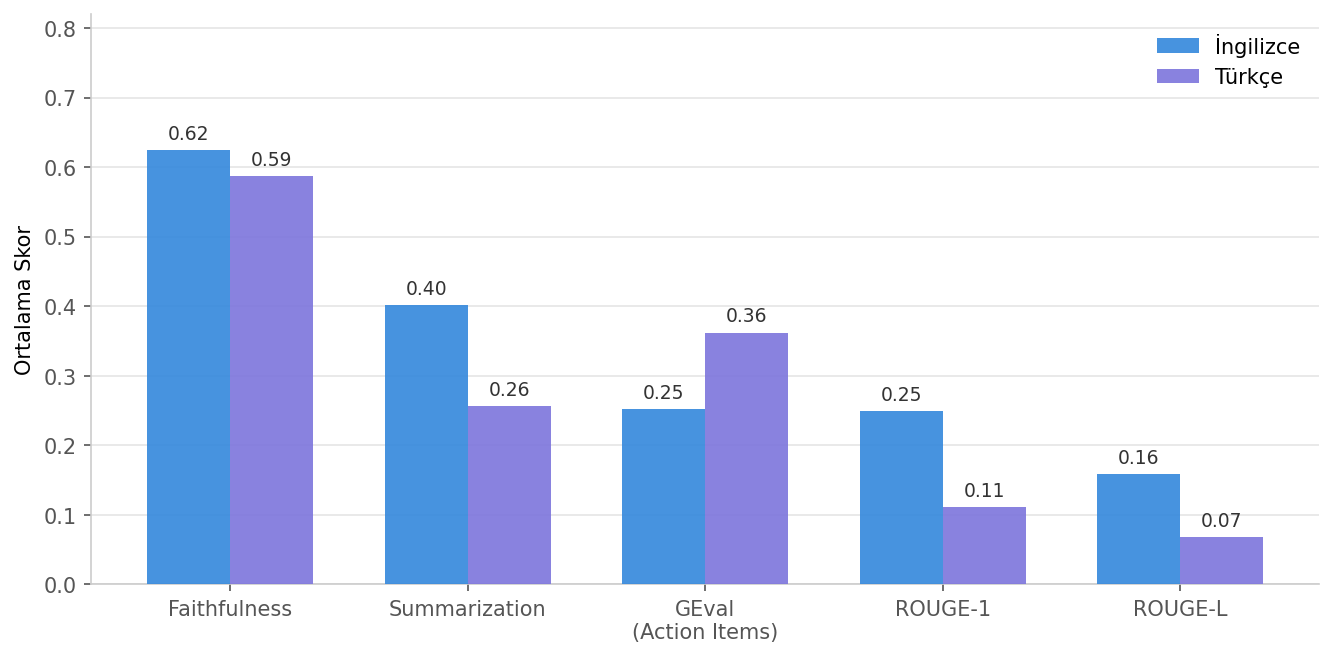 Ortalama Skor
0.8
0.7
0.6
0.5
0.4
0.3
0.2
0.1
0.0
İngilizce
Türkçe
0.62
0.59
0.40
0.26
0.25
0.36
0.25
0.11
0.16
0.07
Faithfulness
Summarization
GEval
(Action Items)
ROUGE-1
ROUGE-L